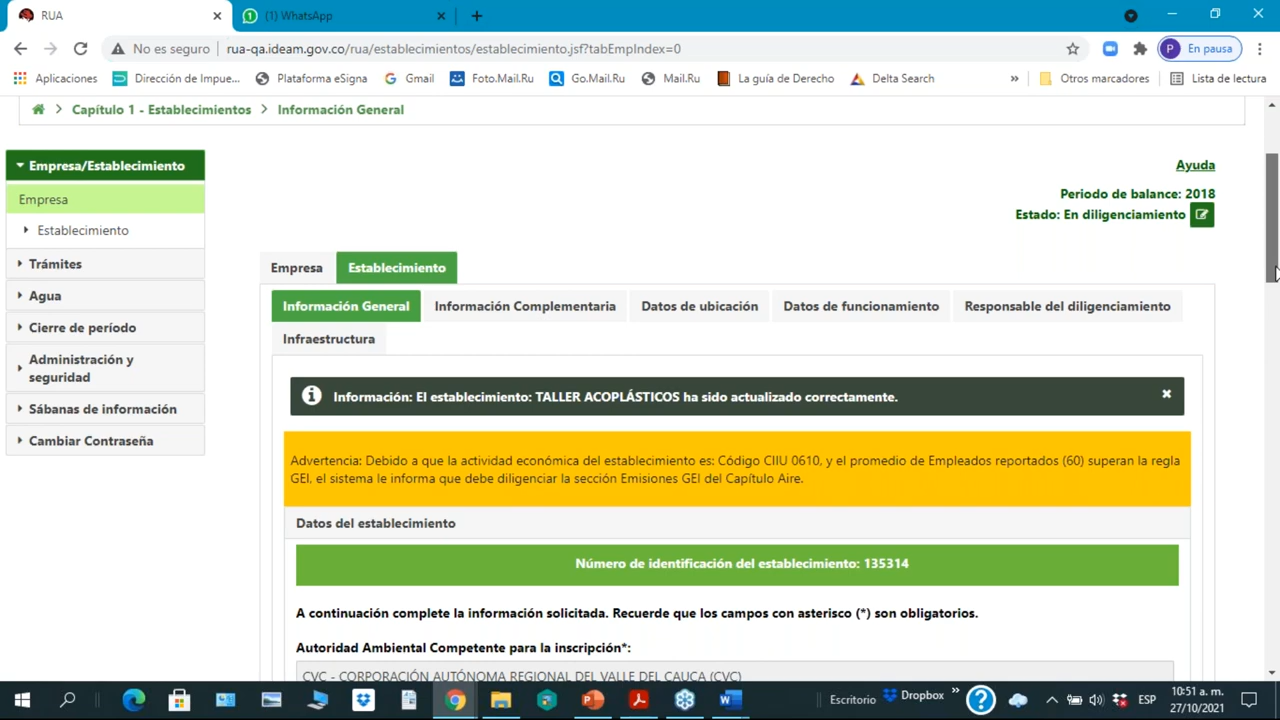 RUA
(1) WhatsApp
No es seguro
rua-qa.ideam.gov.co/rua/establecimientos/establecimiento.jsf?tabEmpIndex=0
P En pausa
Aplicaciones
Dirección de Impue...
Plataforma eSigna
Gmail
Foto.Mail.Ru
Go.Mail.Ru
Mail.Ru
La guía de Derecho
Delta Search
»
Otros marcadores
Lista de lectura
> Capítulo 1 - Establecimientos > Información General
Empresa/Establecimiento
Empresa
Establecimiento
Trámites
Agua
Cierre de período
Administración y
seguridad
Sábanas de información
Cambiar Contraseña
Ayuda
Periodo de balance: 2018
Estado: En diligenciamiento
Empresa
Establecimiento
Información General
Información Complementaria
Datos de ubicación
Datos de funcionamiento
Responsable del diligenciamiento
Infraestructura
Información: El establecimiento: TALLER ACOPLÁSTICOS ha sido actualizado correctamente.
Advertencia: Debido a que la actividad económica del establecimiento es: Código CIIU 0610, y el promedio de Empleados reportados (60) superan la regla
GEI, el sistema le informa que debe diligenciar la sección Emisiones GEI del Capítulo Aire.
Datos del establecimiento
Número de identificación del establecimiento: 135314
A continuación complete la información solicitada. Recuerde que los campos con asterisco (*) son obligatorios.
Autoridad Ambiental Competente para la inscripción*:
CVC - CORPORACIÓN AUTÓNOMA REGIONAL DEL VALLE DEL CAUCA (CVC)
Escritorio
Dropbox
»
ESP
10:51 a. m.
27/10/2021